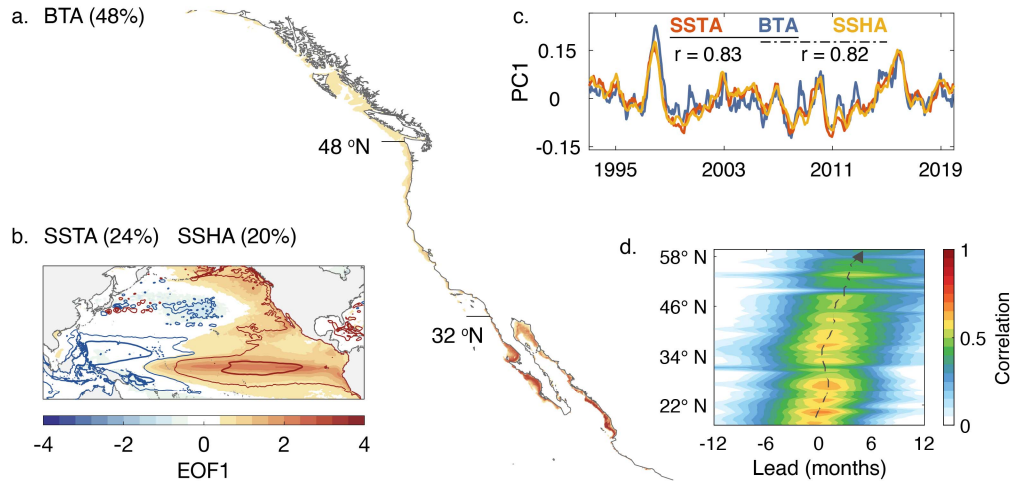 a. BTA (48%)
48 °N
32 °N
b. SSTA (24%) SSHA (20%)
-4 -2 0 2 4
EOF1
c.
SSTA BTA SSHA
r = 0.83 r = 0.82
PC1
0.15
0
-0.15
1995 2003 2011 2019
d.
58° N
46° N
34° N
22° N
-12 -6 0 6 12
Lead (months)
1
0.5
0
Correlation